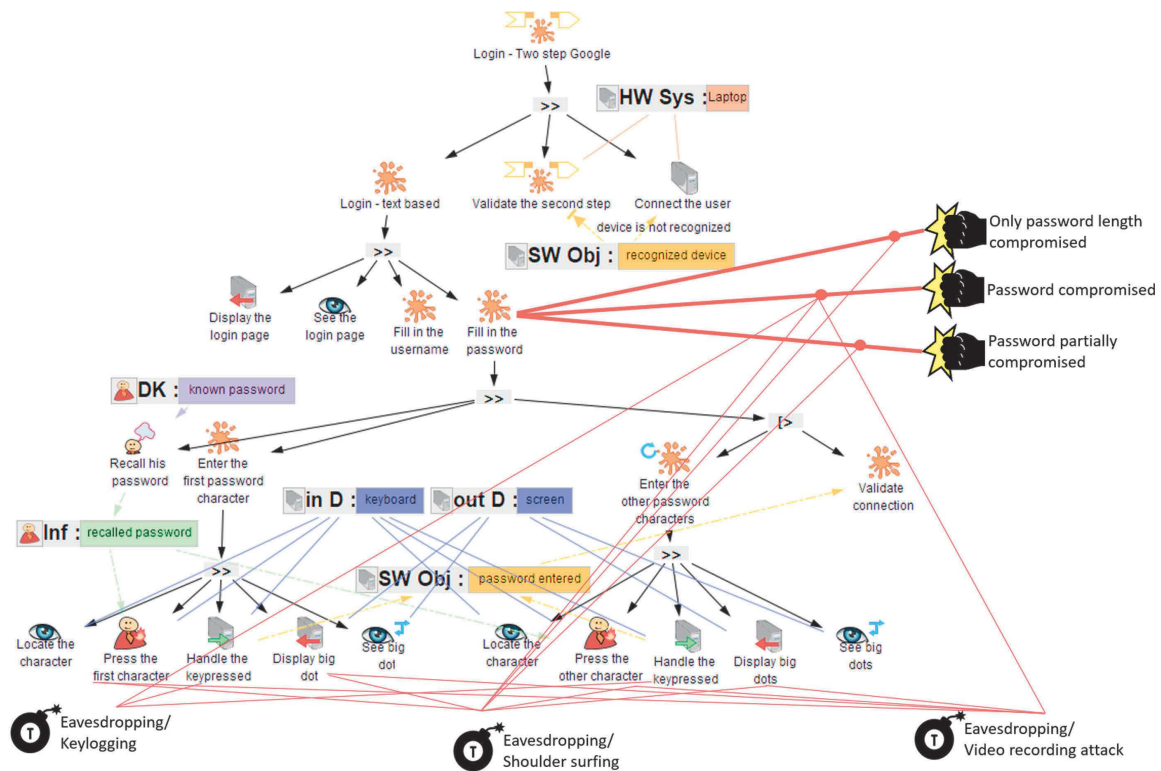 Login - Two step Google
>>
HW Sys : Laptop
Login - text based
Validate the second step
Connect the user
device is not recognized
>>
SW Obj : recognized device
Only password length
compromised
Password compromised
Password partially
compromised
Display the
login page
See the
login page
Fill in the
username
Fill in the
password
DK : known password
>>
[>
Recall his
password
Enter the
first password
character
Enter the
other password
characters
Validate
connection
in D : keyboard
out D : screen
Inf : recalled password
>>
SW Obj : password entered
>>
Locate the
character
Press the
first character
Handle the
keypressed
Display big
dot
See big
dot
Locate the
character
Press the
other character
Handle the
keypressed
Display big
dots
See big
dots
T
Eavesdropping/
Keylogging
T
Eavesdropping/
Shoulder surfing
T
Eavesdropping/
Video recording attack